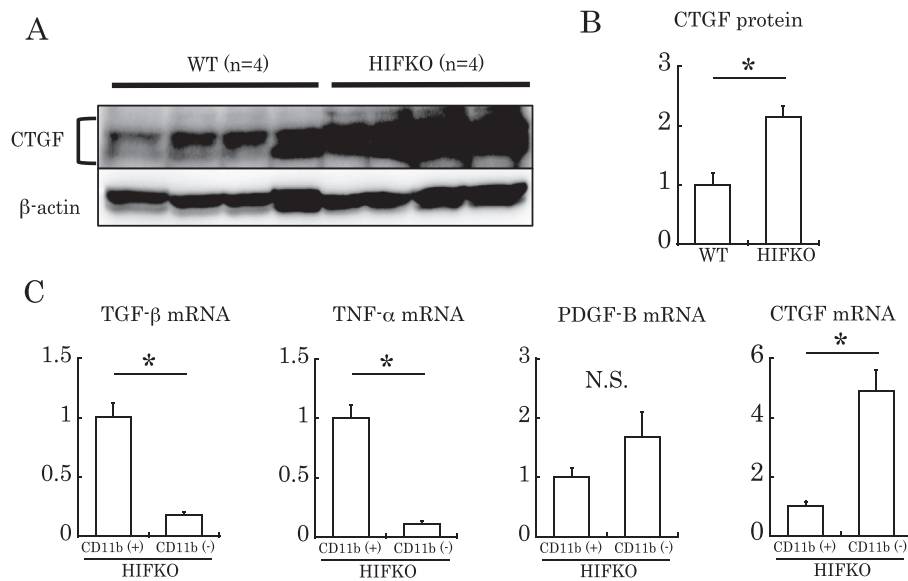 A
WT (n=4)
HIFKO (n=4)
CTGF
β-actin
B
CTGF protein
3
2
1
0
*
WT
HIFKO
C
TGF-β mRNA
1.5
1
0.5
0
*
CD11b (+)
CD11b (-)
HIFKO
TNF-α mRNA
1.5
1
0.5
0
*
CD11b (+)
CD11b (-)
HIFKO
PDGF-B mRNA
3
2
1
0
N.S.
CD11b (+)
CD11b (-)
HIFKO
CTGF mRNA
6
4
2
0
*
CD11b (+)
CD11b (-)
HIFKO